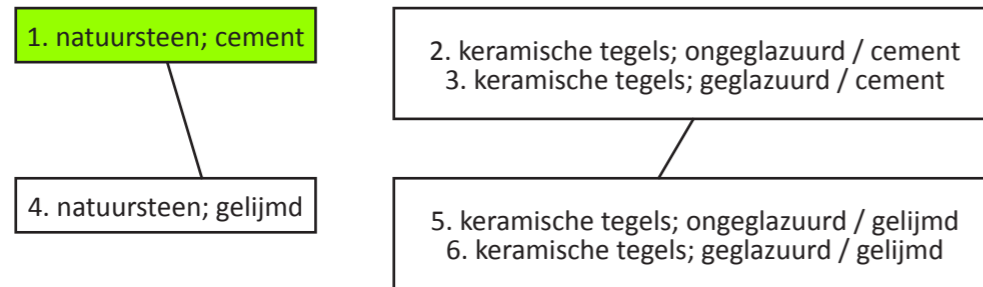 1. natuursteen; cement
2. keramische tegels; ongeglazuurd / cement
3. keramische tegels; geglazuurd / cement
4. natuursteen; gelijmd
5. keramische tegels; ongeglazuurd / gelijmd
6. keramische tegels; geglazuurd / gelijmd